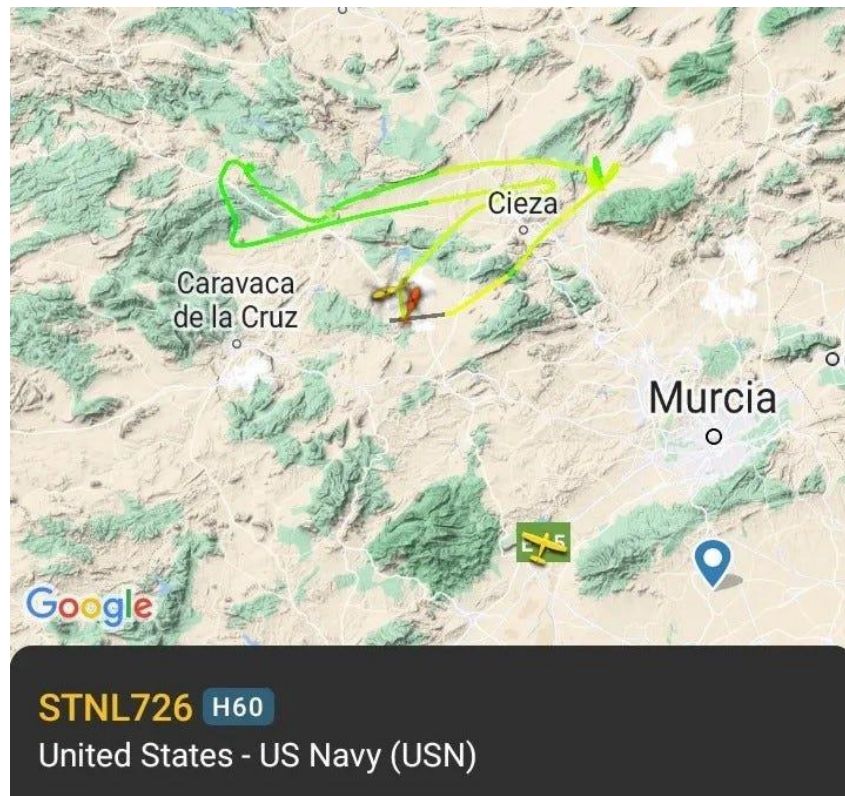 Cieza
Caravaca
de la Cruz
Murcia
Google
STNL726 H60
United States - US Navy (USN)